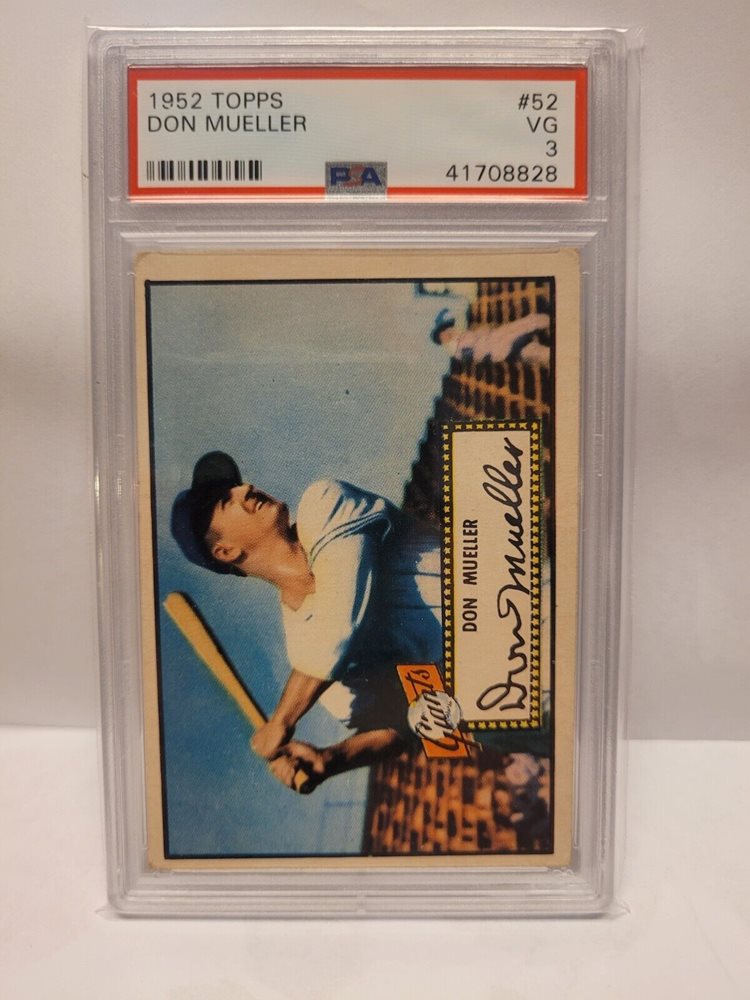 1952 TOPPS #52
DON MUELLER VG
3
PSA 41708828
DON MUELLER
Don Mueller
Giants